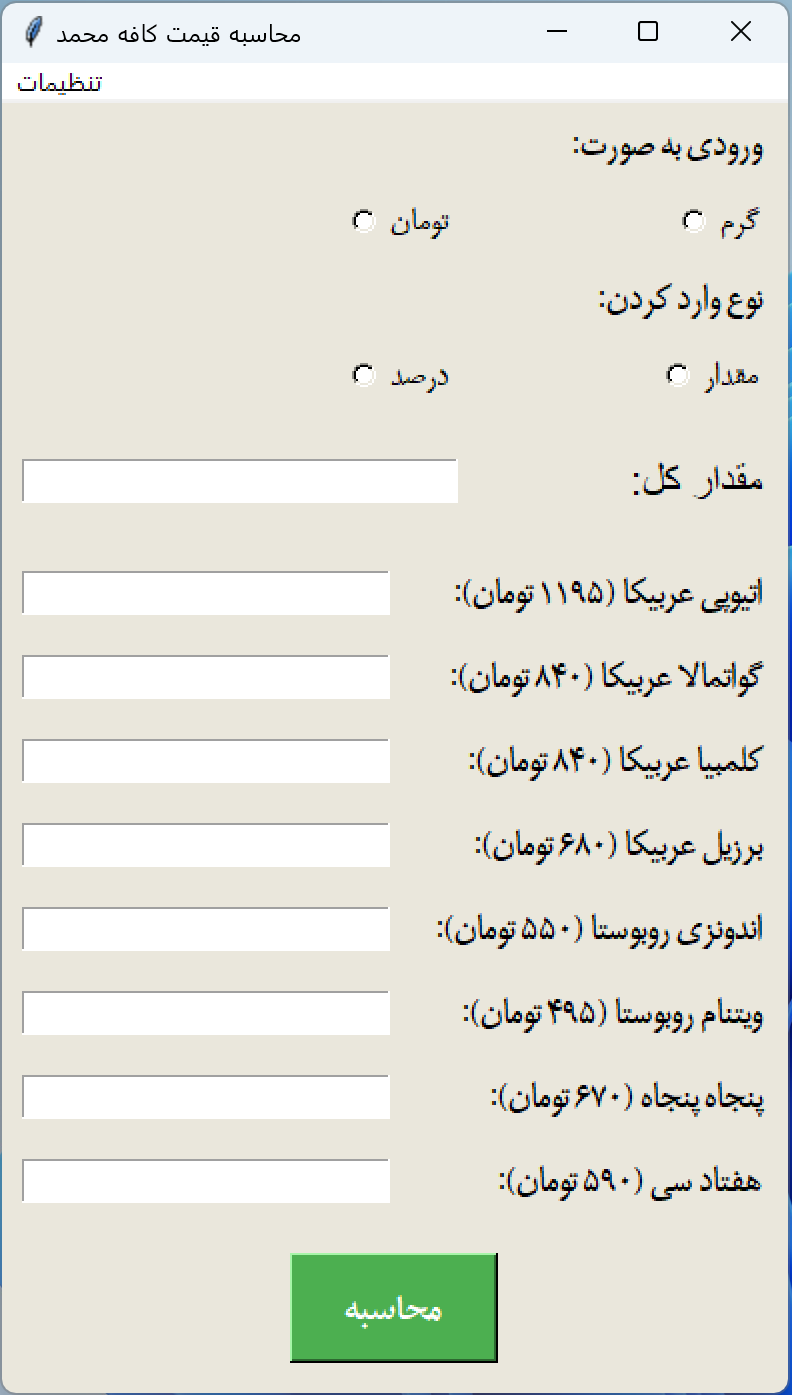 محاسبه قیمت کافه محمد
تنظیمات
ورودی به صورت:
گرم تومان
نوع وارد کردن:
مقدار درصد
مقدار کل:
اتیوپی عربیکا (۱۱۹۵ تومان):
گواتمالا عربیکا (۸۴۰ تومان):
کلمبیا عربیکا (۸۴۰ تومان):
برزیل عربیکا (۶۸۰ تومان):
اندونزی روبوستا (۵۵۰ تومان):
ویتنام روبوستا (۴۹۵ تومان):
پنجاه پنجاه (۶۷۰ تومان):
هفتاد سی (۵۹۰ تومان):
محاسبه